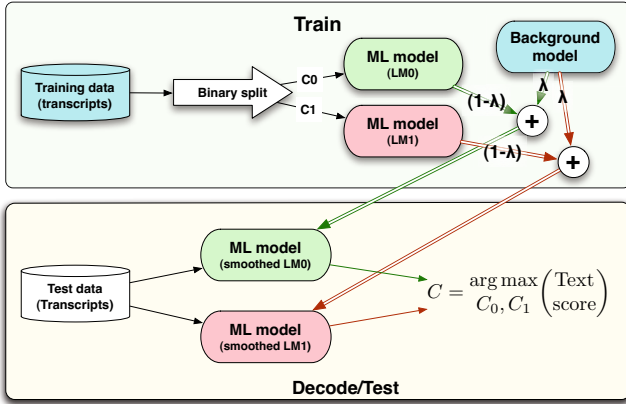 Train
Training data
(transcripts)
Binary split
C0
C1
ML model
(LM0)
ML model
(LM1)
Background
model
(1-λ)
λ
λ
(1-λ)
+
+
Test data
(Transcripts)
ML model
(smoothed LM0)
ML model
(smoothed LM1)
C = arg max (Text
C₀, C₁ score)
Decode/Test